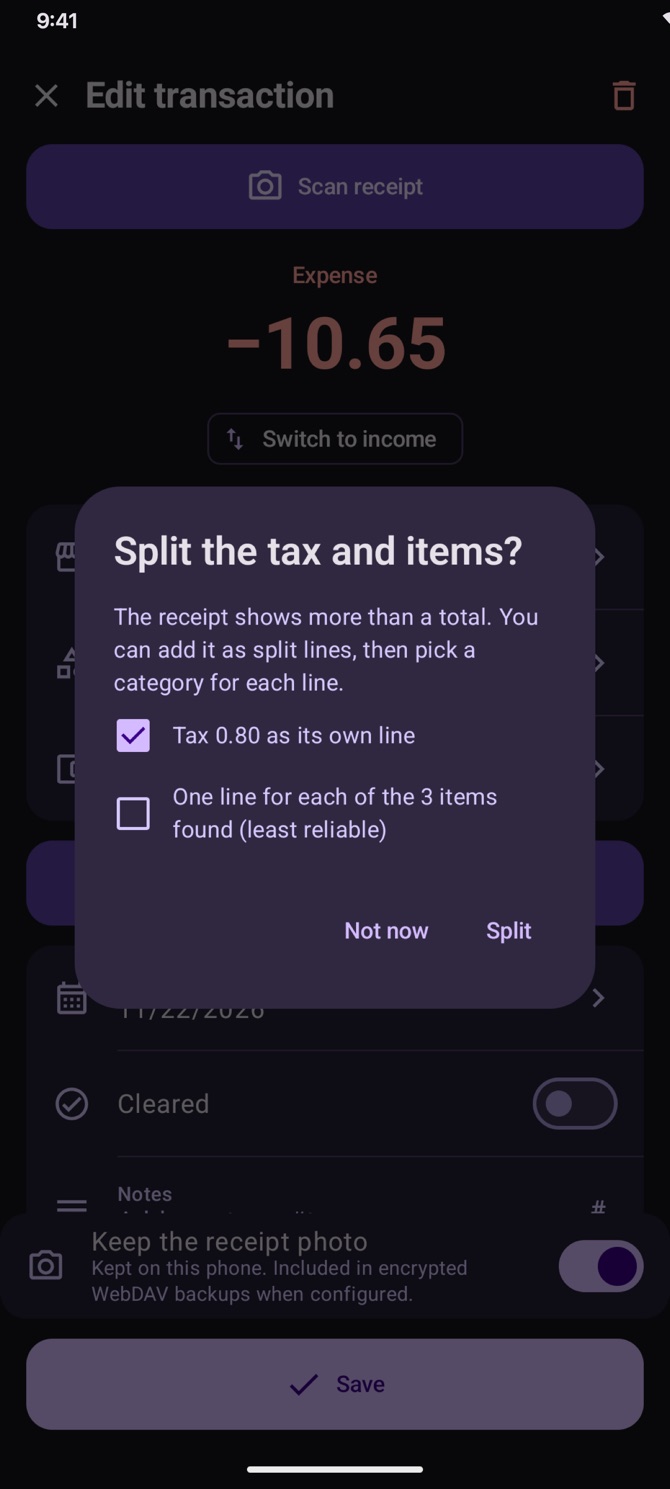 9:41
Edit transaction
Scan receipt
Expense
−10.65
Switch to income
Split the tax and items?
The receipt shows more than a total. You
can add it as split lines, then pick a
category for each line.
Tax 0.80 as its own line
One line for each of the 3 items
found (least reliable)
Not now
Split
11/22/2026
Cleared
Notes
#
Keep the receipt photo
Kept on this phone. Included in encrypted
WebDAV backups when configured.
Save